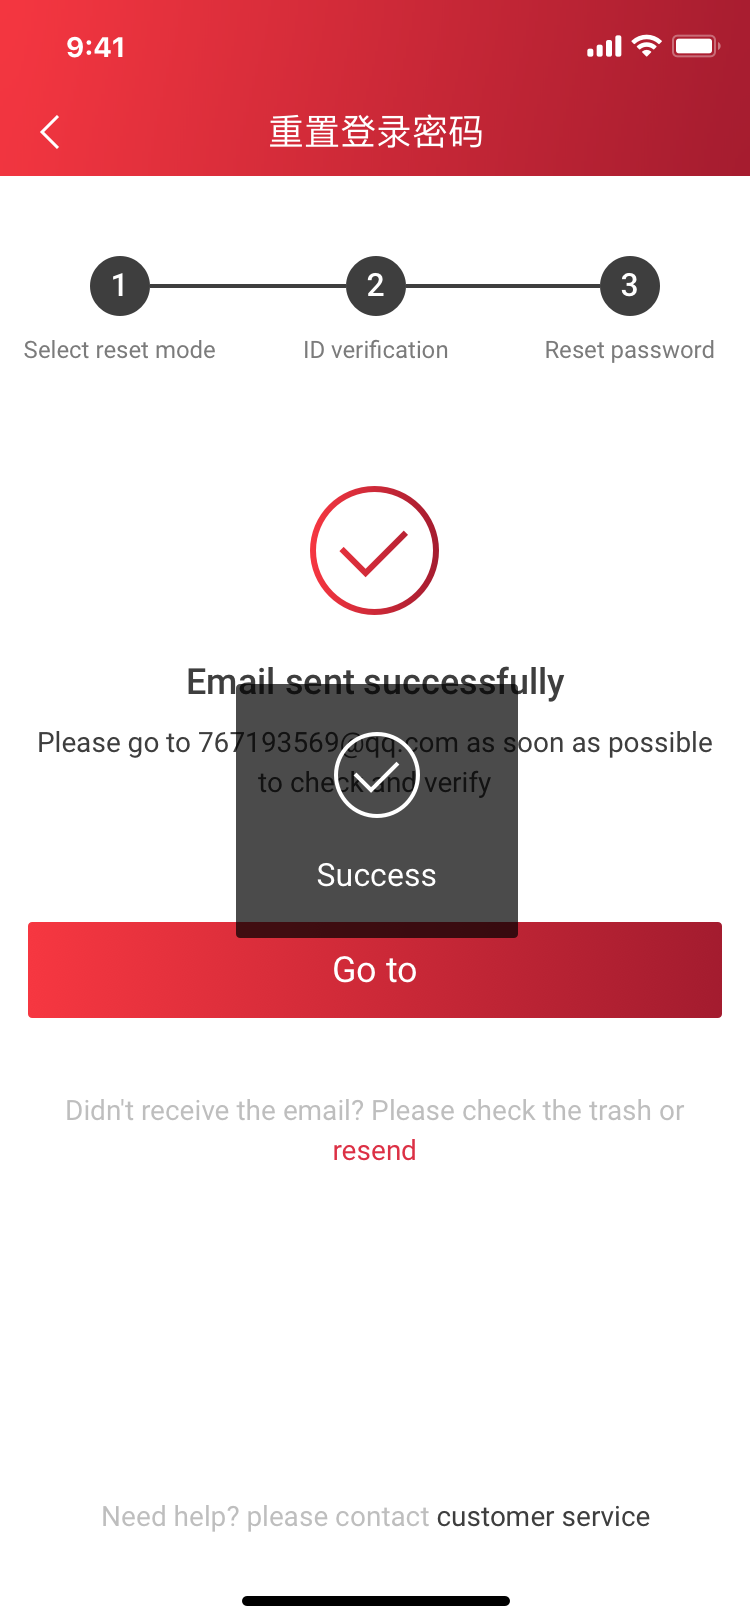 9:41
重置登录密码
1
2
3
Select reset mode
ID verification
Reset password
Email sent successfully
Please go to 767193569@qq.com as soon as possible
to check and verify
Success
Go to
Didn't receive the email? Please check the trash or
resend
Need help? please contact customer service